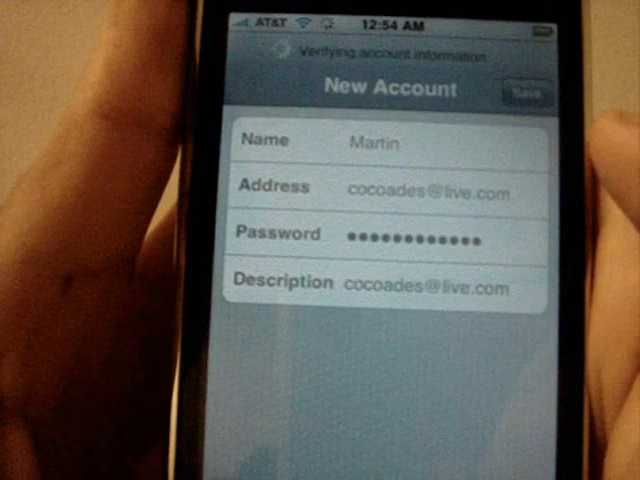 AT&T 12:54 AM
Verifying account information
New Account Save
Name Martin
Address cocoades@live.com
Password ••••••••••••
Description cocoades@live.com